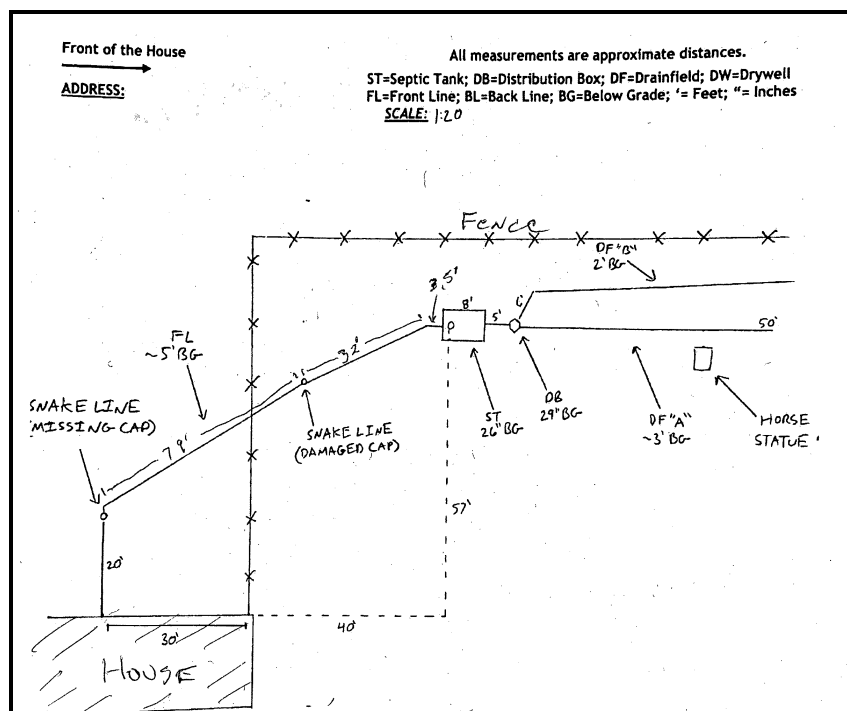 Front of the House
ADDRESS:
All measurements are approximate distances.
ST=Septic Tank; DB=Distribution Box; DF=Drainfield; DW=Drywell
FL=Front Line; BL=Back Line; BG=Below Grade; '= Feet; "= Inches
SCALE: 1:20
Fence
DF "B"
2' BG
3.5'
8'
5'
50'
FL
~5' BG
32'
SNAKE LINE
(MISSING CAP)
79'
SNAKE LINE
(DAMAGED CAP)
ST
26" BG
DB
29" BG
DF "A"
~3' BG
HORSE
STATUE
57'
20'
30'
40'
HOUSE